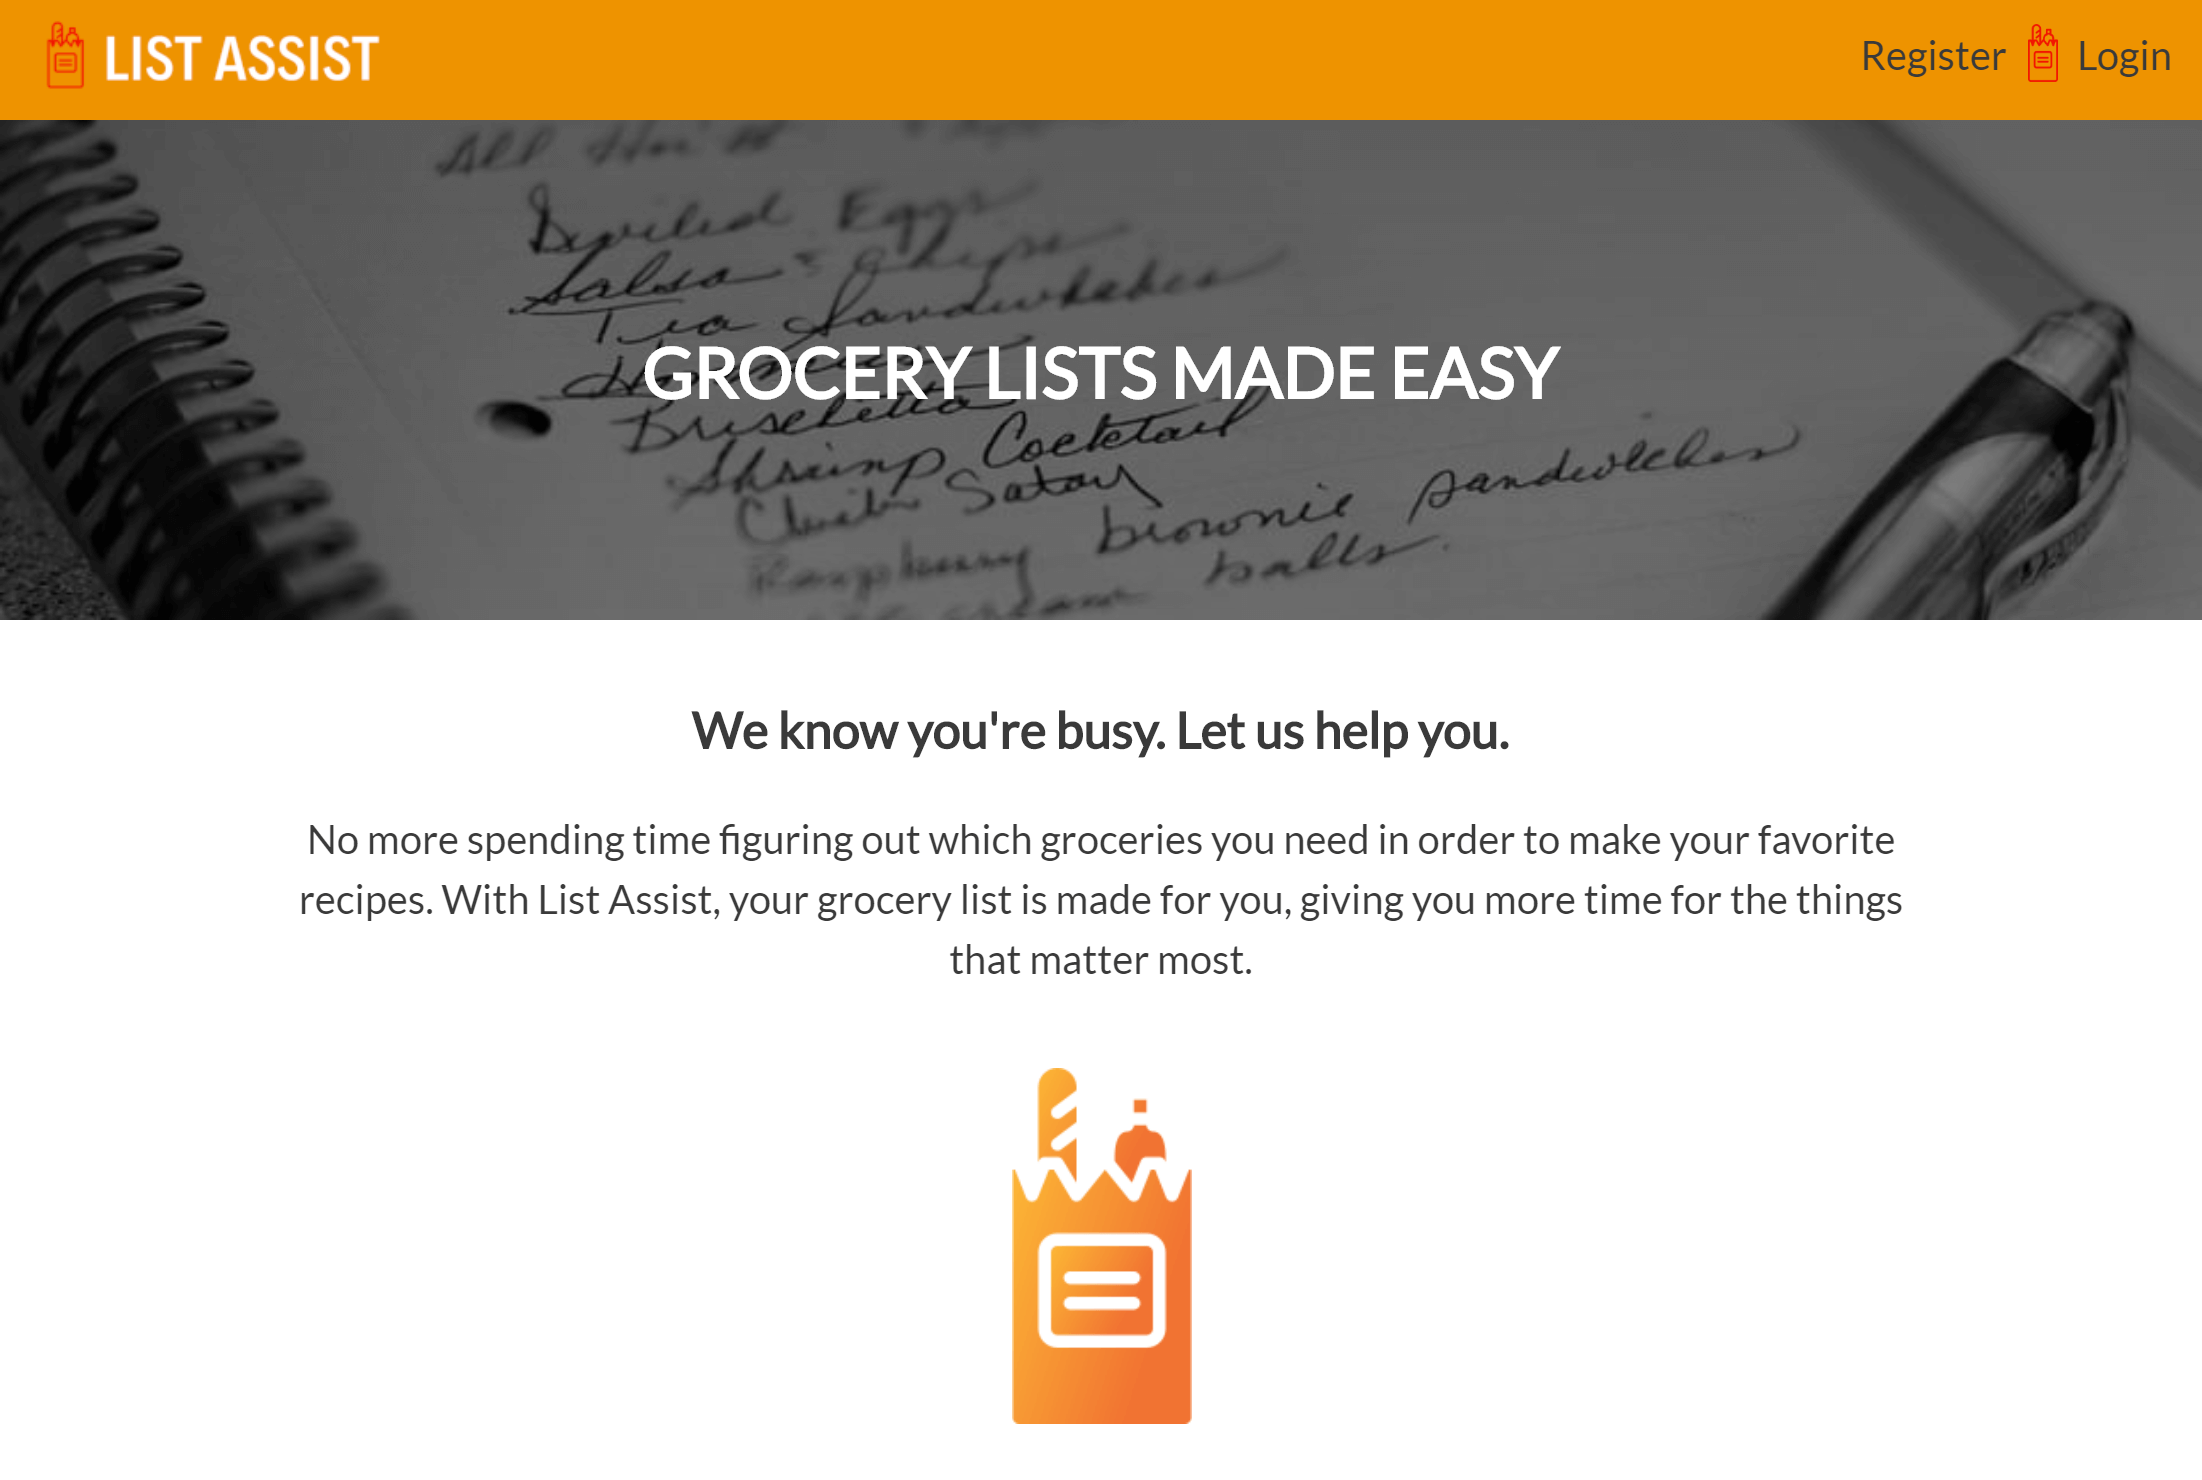 LIST ASSIST
Register Login
All Hor'd
Deviled Eggs
Salsa & Chips
Tea Sandwiches
GROCERY LISTS MADE EASY
Bruschetta
Shrimp Cocktail
Satay
Raspberry brownie sandwiches
cream balls.
We know you're busy. Let us help you.
No more spending time figuring out which groceries you need in order to make your favorite
recipes. With List Assist, your grocery list is made for you, giving you more time for the things
that matter most.